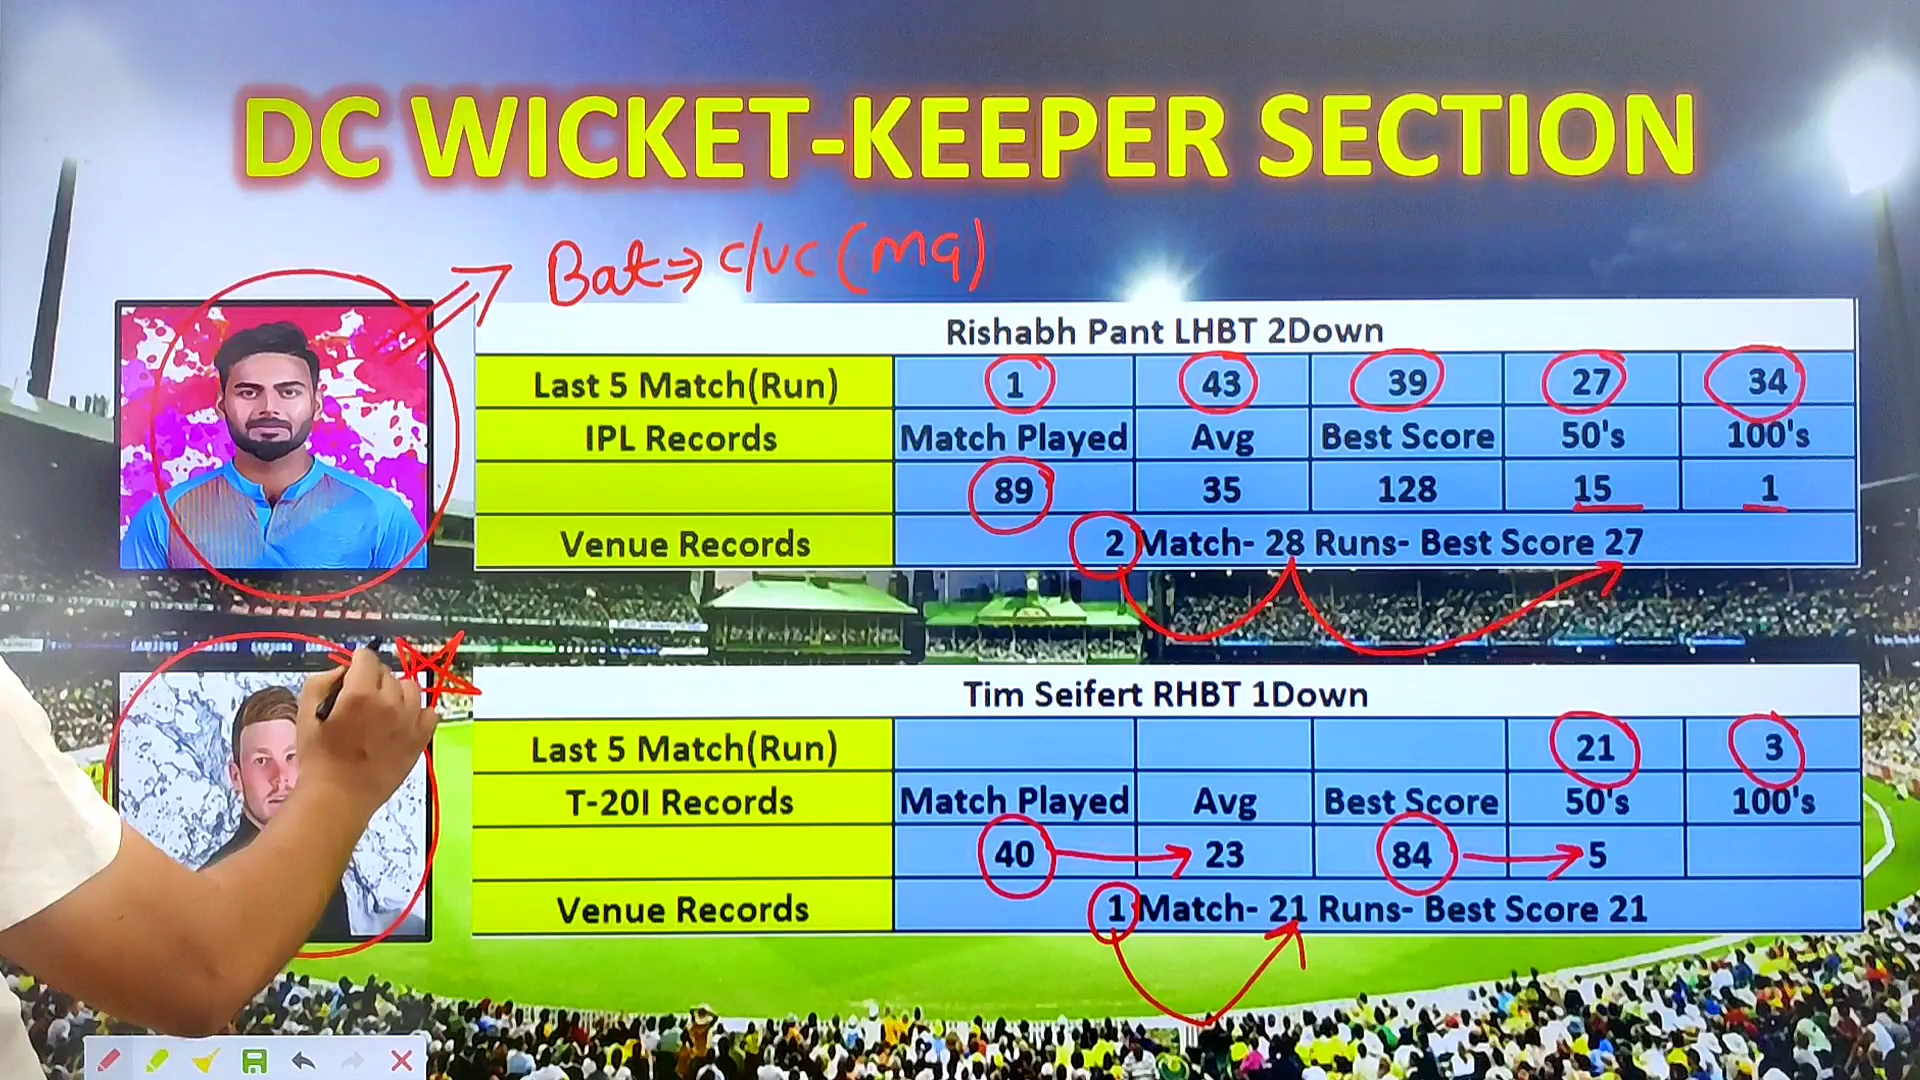 DC WICKET-KEEPER SECTION
Bat⇒ c/vc (mg)
Rishabh Pant LHBT 2Down
Last 5 Match(Run) 1 43 39 27 34
IPL Records Match Played Avg Best Score 50's 100's
89 35 128 15 1
Venue Records 2 Match- 28 Runs- Best Score 27
Tim Seifert RHBT 1Down
Last 5 Match(Run) 21 3
T-20I Records Match Played Avg Best Score 50's 100's
40 23 84 5
Venue Records 1 Match- 21 Runs- Best Score 21